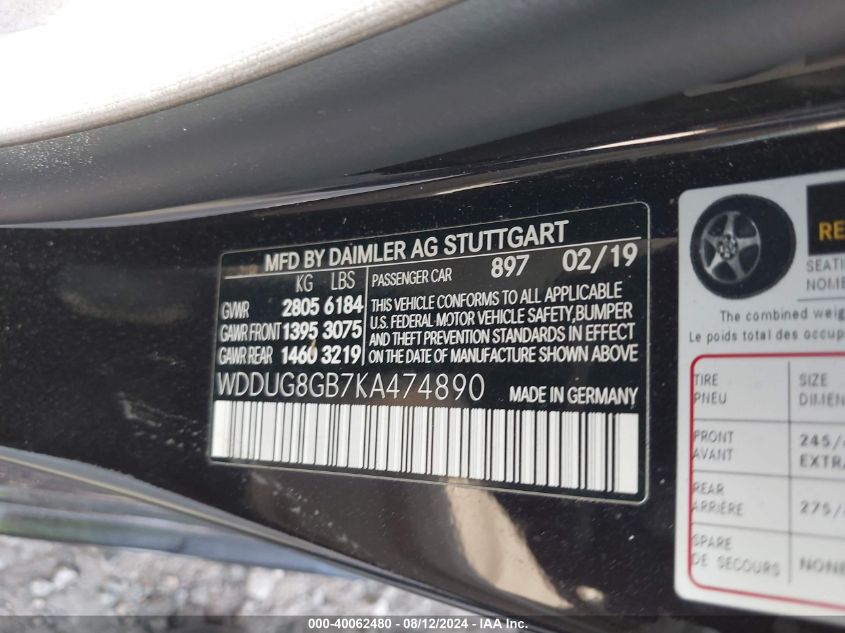 MFD BY DAIMLER AG STUTTGART
KG LBS
GVWR 2805 6184
GAWR FRONT 1395 3075
GAWR REAR 1460 3219
PASSENGER CAR 897 02/19
THIS VEHICLE CONFORMS TO ALL APPLICABLE
U.S. FEDERAL MOTOR VEHICLE SAFETY, BUMPER
AND THEFT PREVENTION STANDARDS IN EFFECT
ON THE DATE OF MANUFACTURE SHOWN ABOVE
WDDUG8GB7KA474890 MADE IN GERMANY
SEATI
NOMB
The combined weig
Le poids total des occup
TIRE SIZE
PNEU DIMEN
FRONT 245/
AVANT EXTR
REAR 275/
ARRIÈRE
SPARE NONE
DE SECOURS
000-40062480 - 08/12/2024 - IAAI Inc.